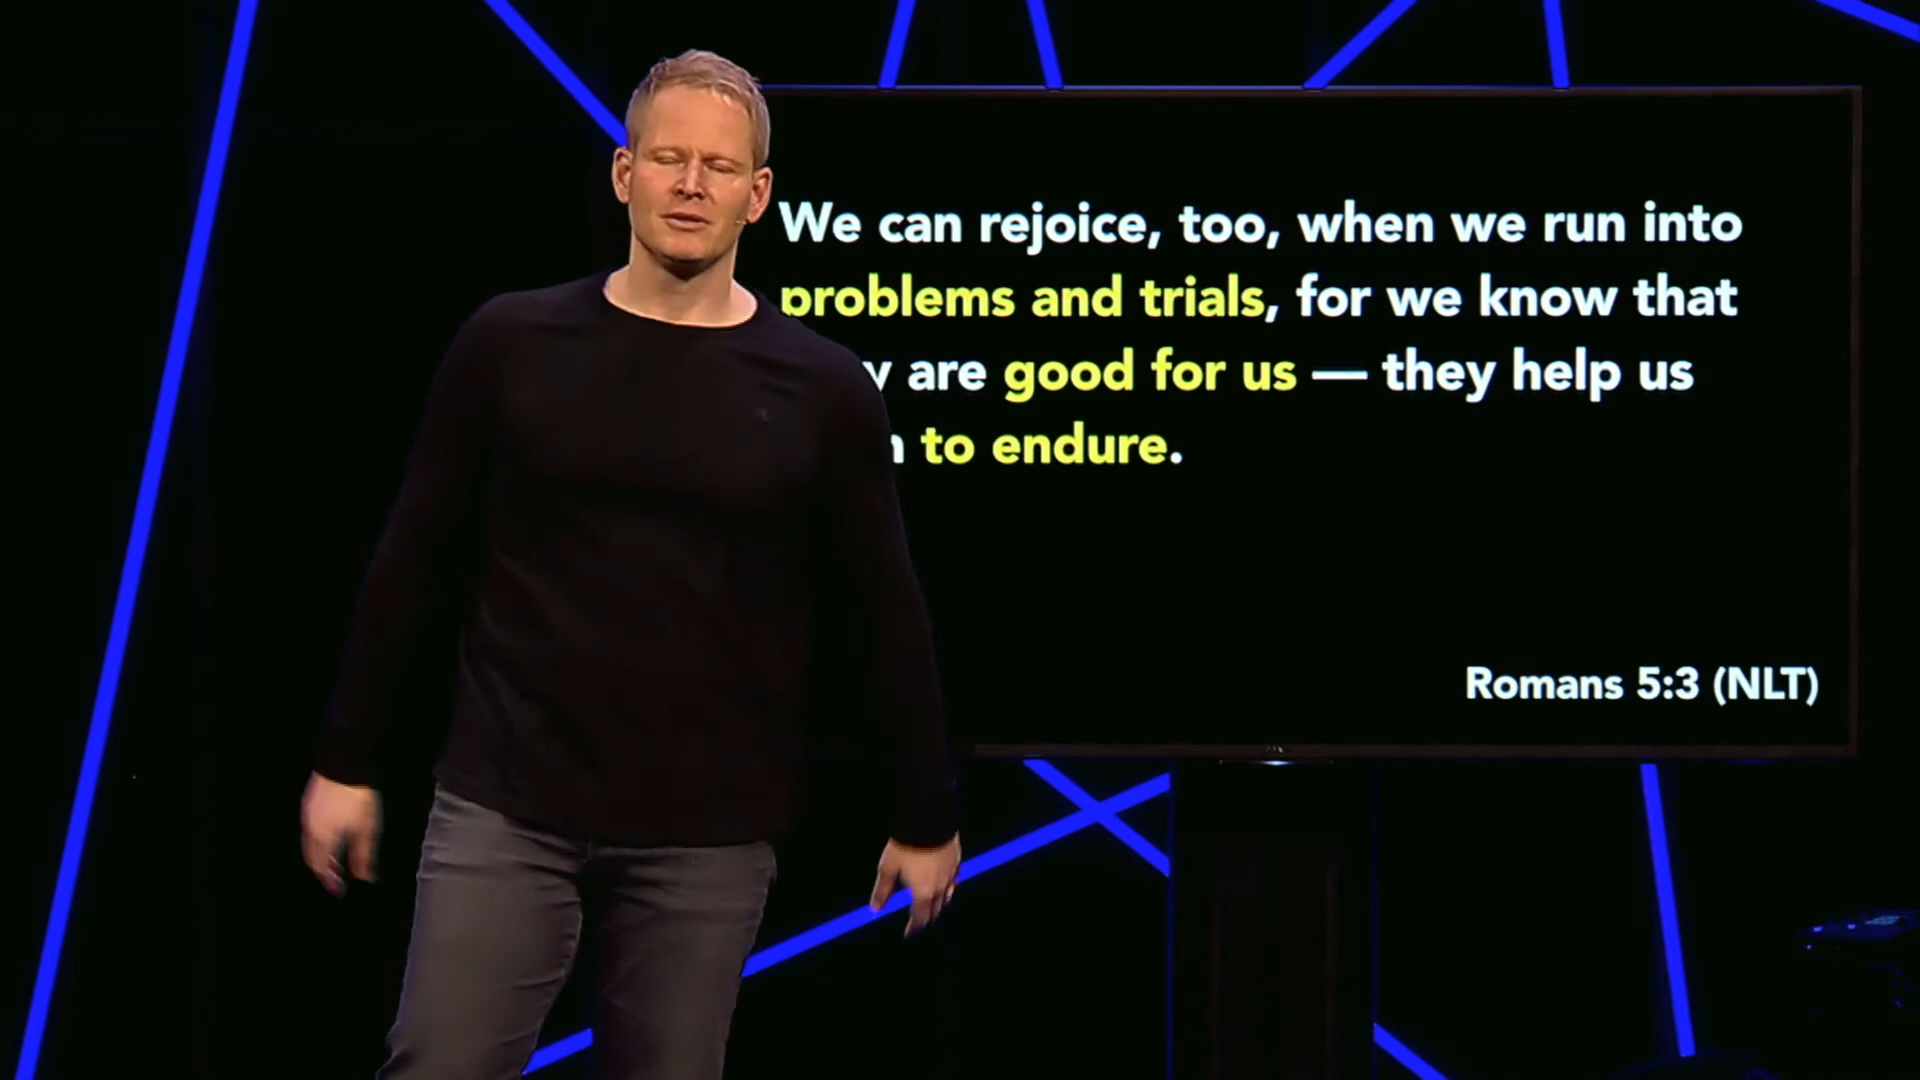 We can rejoice, too, when we run into
problems and trials, for we know that
are good for us — they help us
to endure.
Romans 5:3 (NLT)